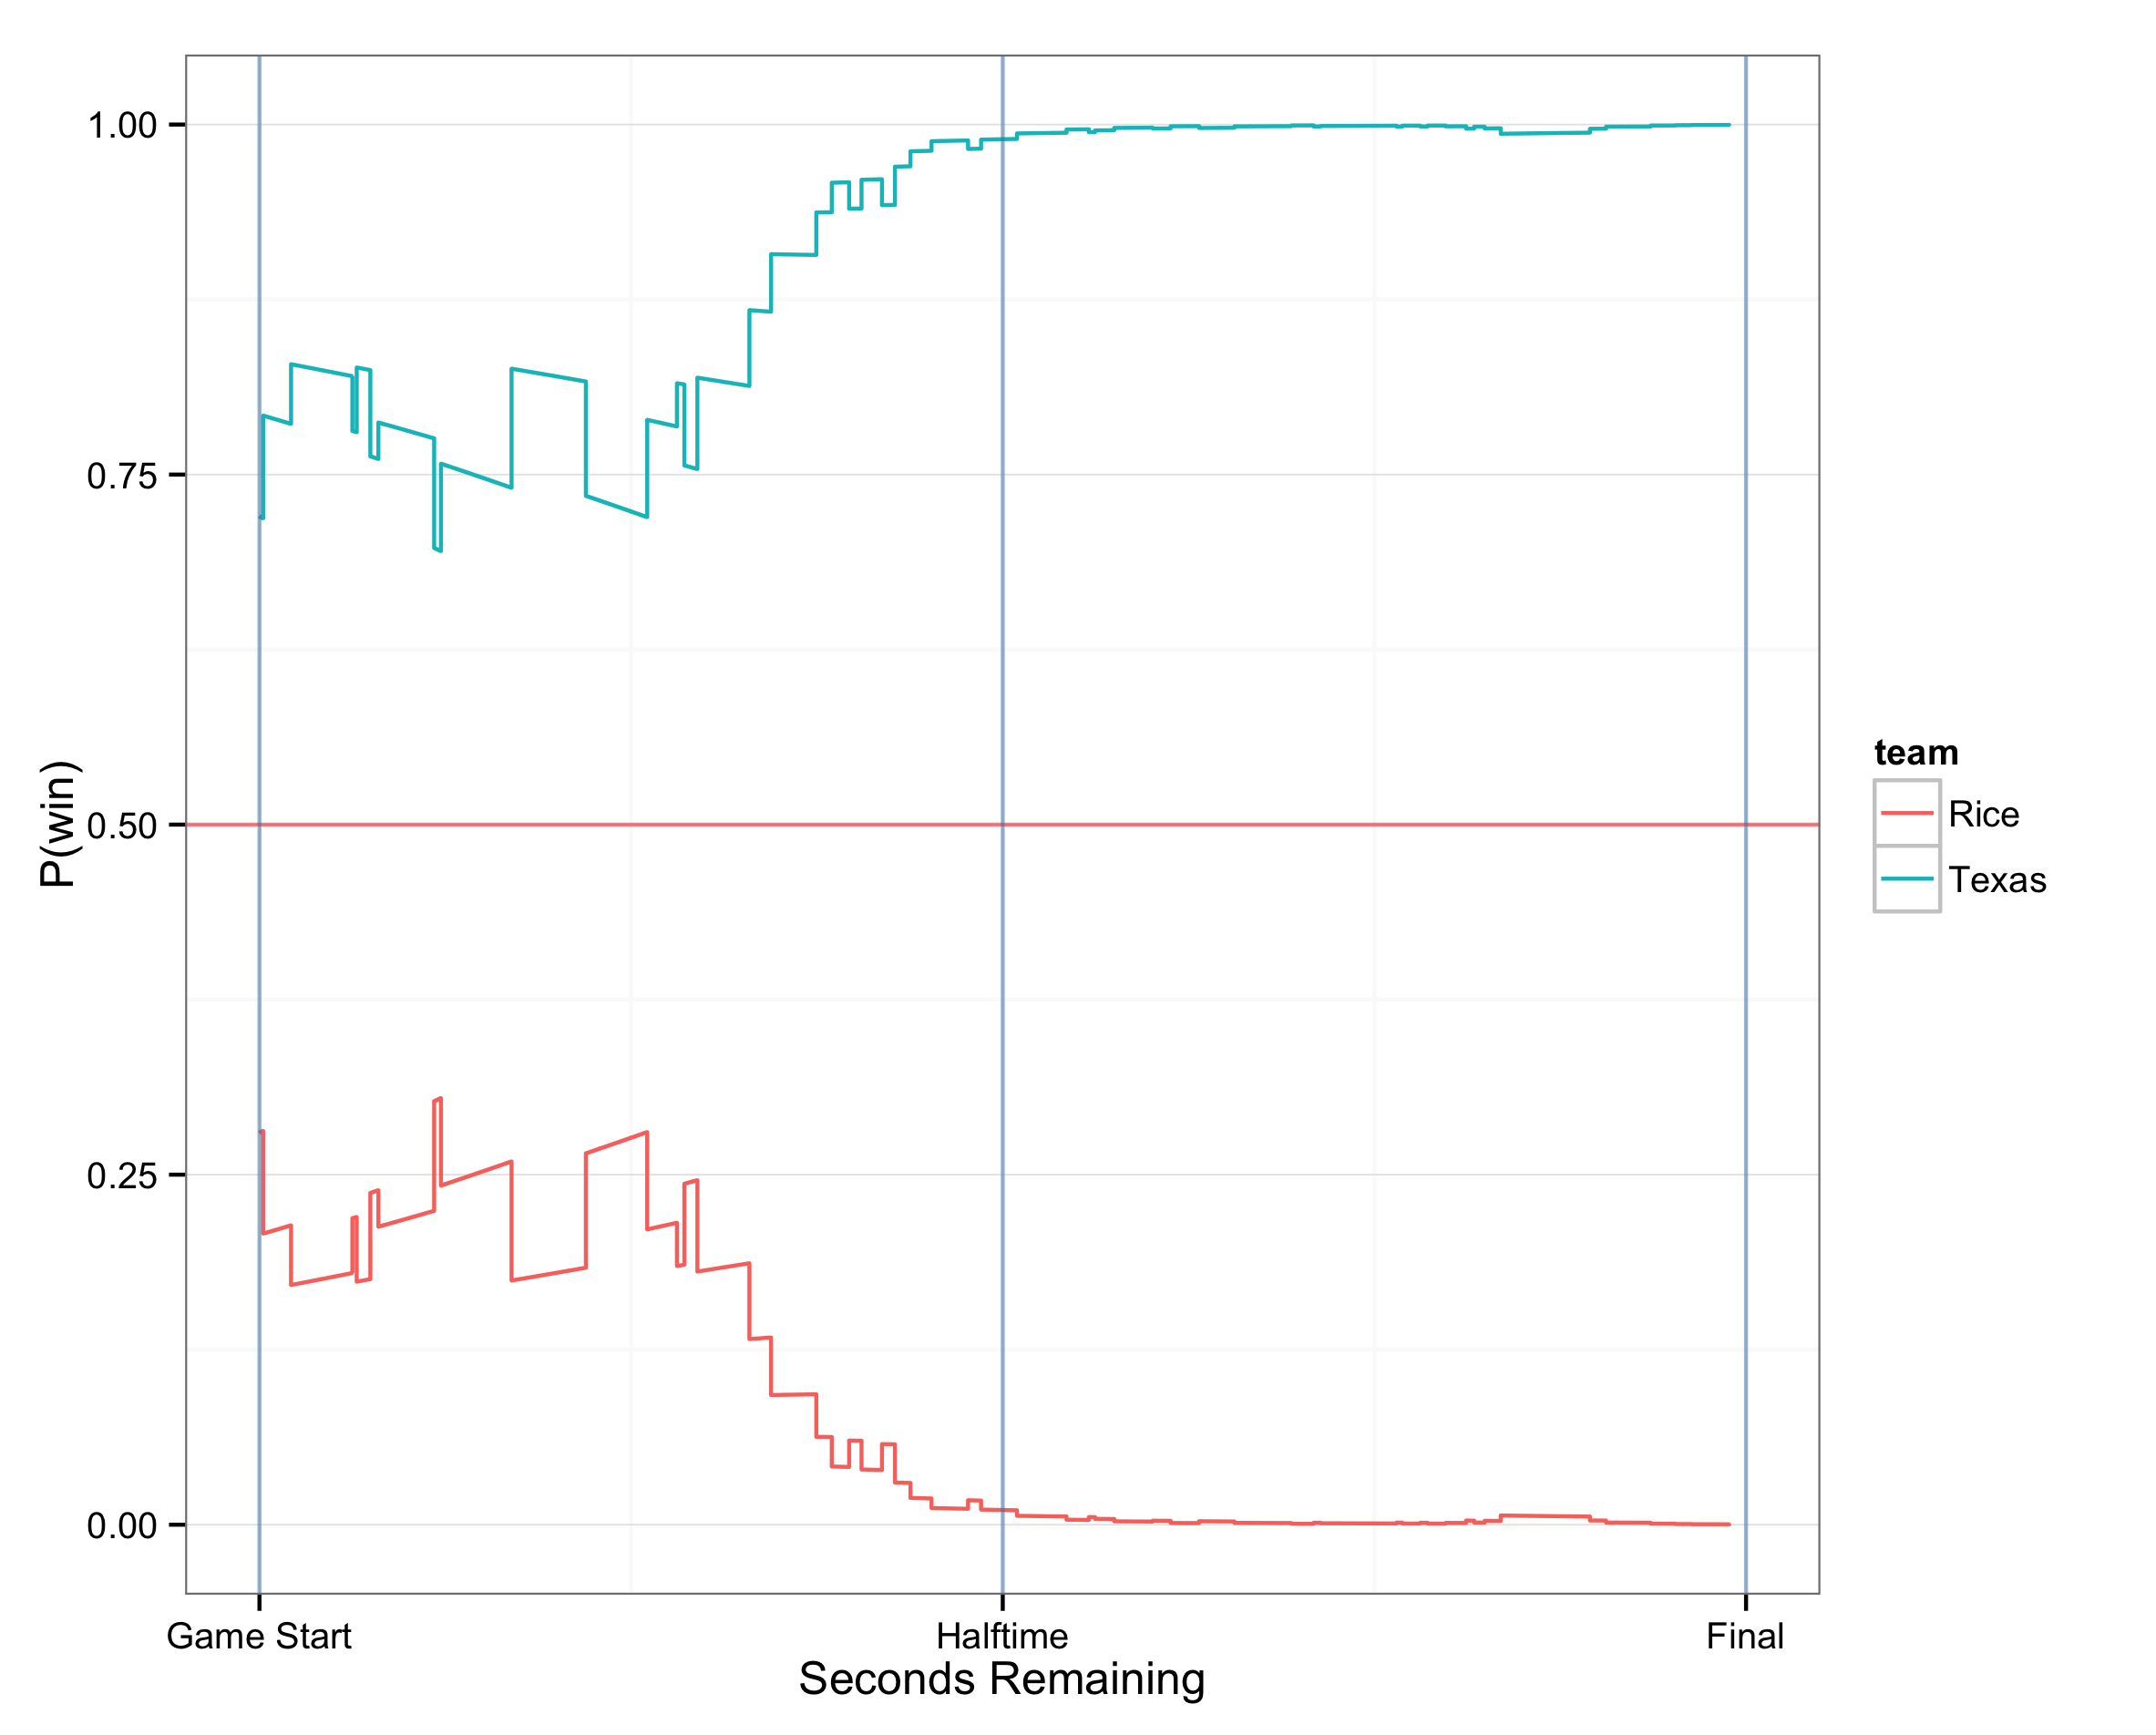 1.00
0.75
0.50
0.25
0.00
P(win)
Game Start
Halftime
Final
Seconds Remaining
team
Rice
Texas